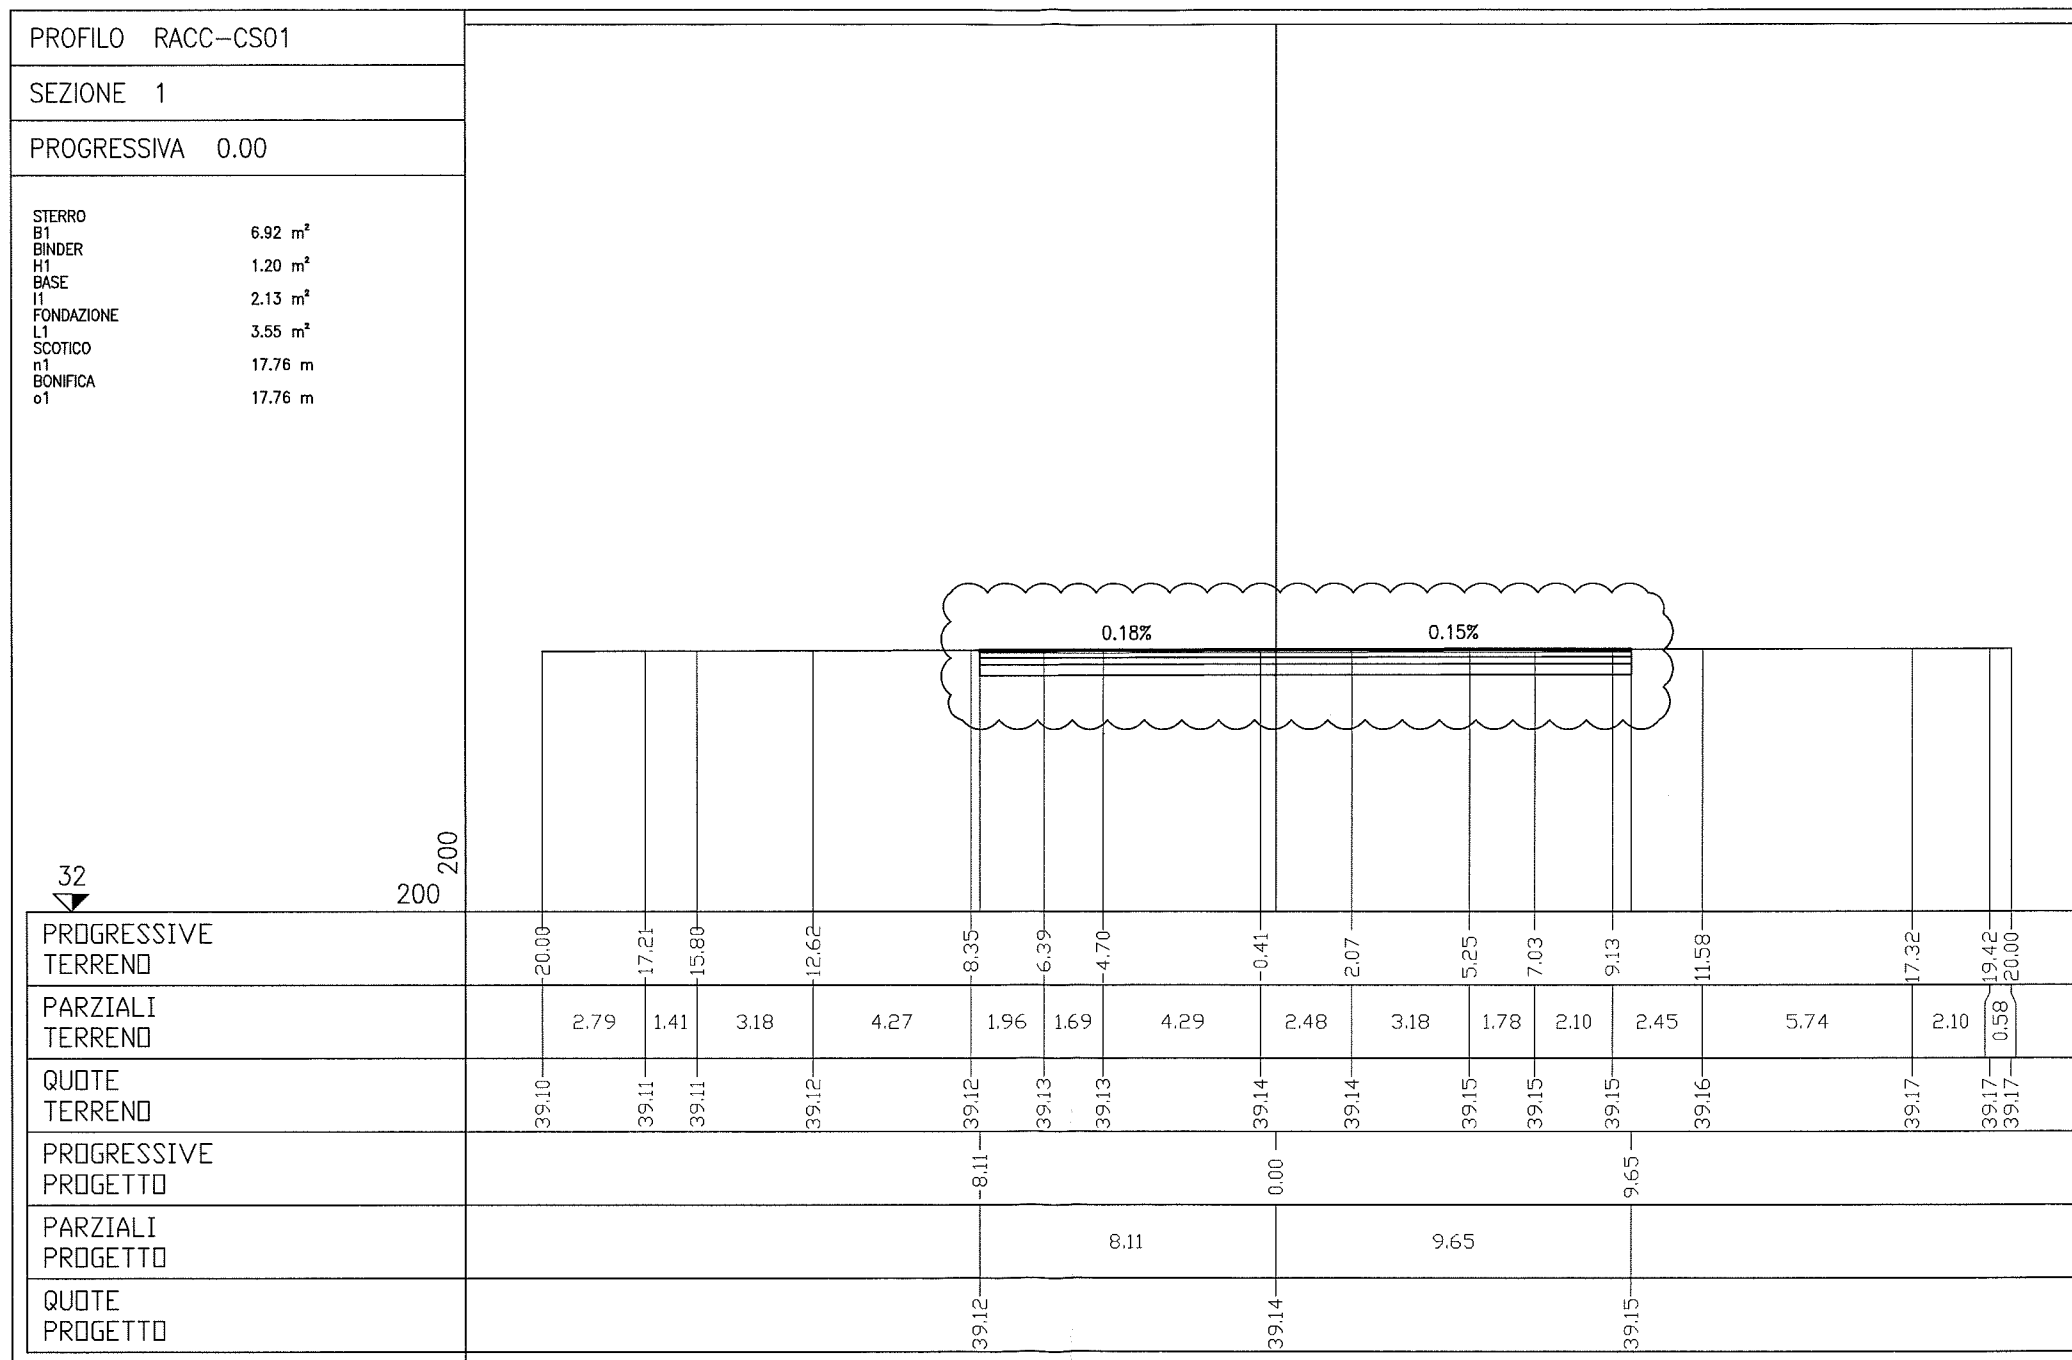 PROFILO RACC-CS01
SEZIONE 1
PROGRESSIVA 0.00
STERRO
B1 6.92 m²
BINDER
H1 1.20 m²
BASE
I1 2.13 m²
FONDAZIONE
L1 3.55 m²
SCOTICO
n1 17.76 m
BONIFICA
o1 17.76 m
0.18% 0.15%
32
200
200
PROGRESSIVE
TERRENO
-20.00 -17.21 -15.80 -12.62 -8.35 -6.39 -4.70 -0.41 2.07 5.25 7.03 9.13 11.58 17.32 19.42 20.00
PARZIALI
TERRENO
2.79 1.41 3.18 4.27 1.96 1.69 4.29 2.48 3.18 1.78 2.10 2.45 5.74 2.10 0.58
QUOTE
TERRENO
39.10 39.11 39.11 39.12 39.12 39.13 39.13 39.14 39.14 39.15 39.15 39.15 39.16 39.17 39.17 39.17
PROGRESSIVE
PROGETTO
-8.11 0.00 9.65
PARZIALI
PROGETTO
8.11 9.65
QUOTE
PROGETTO
39.12 39.14 39.15